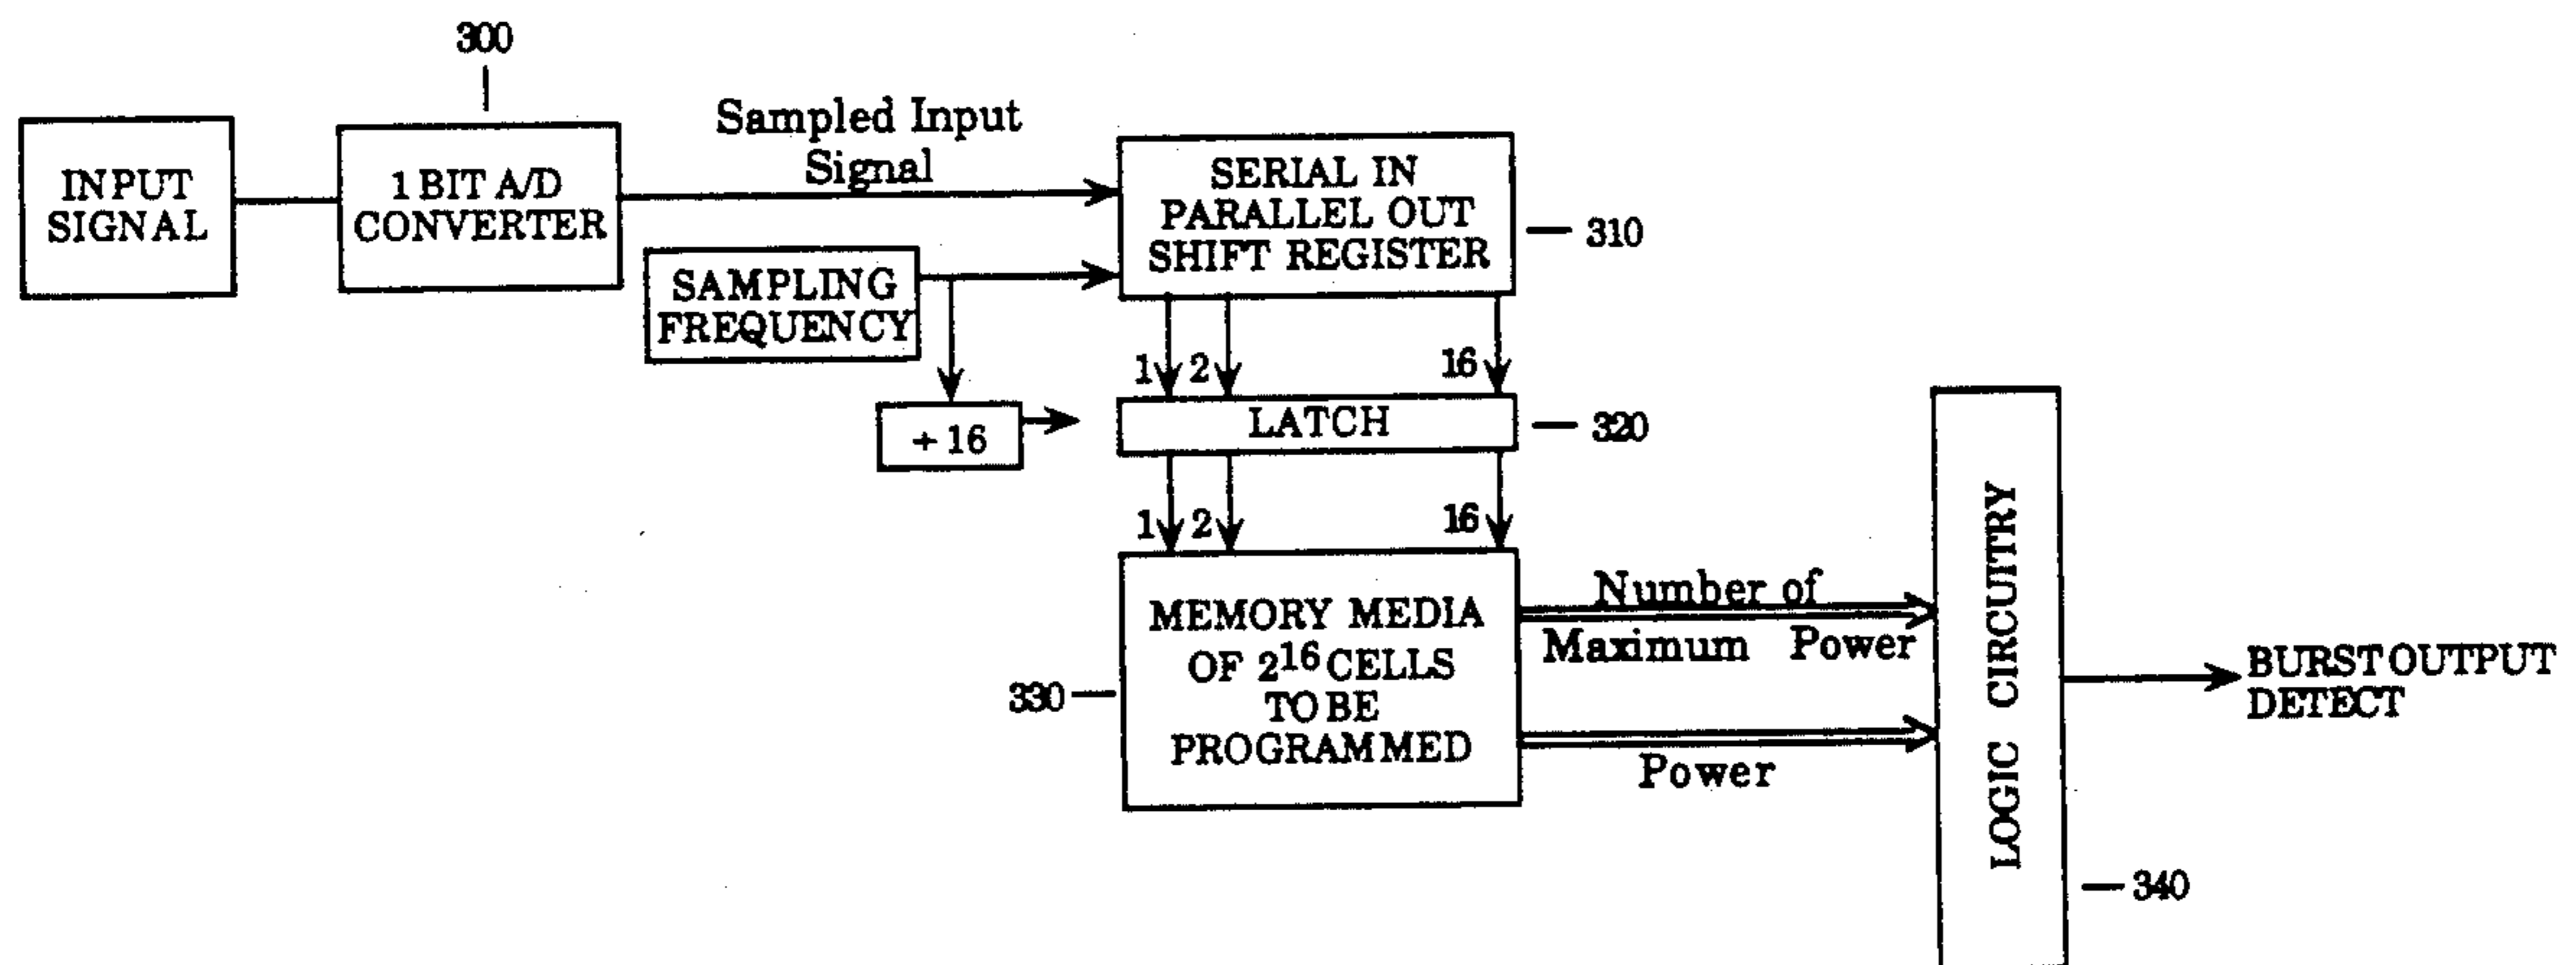 300
INPUT
SIGNAL
1 BIT A/D
CONVERTER
Sampled Input
Signal
SAMPLING
FREQUENCY
+ 16
SERIAL IN
PARALLEL OUT
SHIFT REGISTER
310
1 2 16
LATCH
320
1 2 16
MEMORY MEDIA
OF 2^16 CELLS
TO BE
PROGRAMMED
330
Number of
Maximum Power
Power
LOGIC CIRCUITRY
340
BURST OUTPUT
DETECT